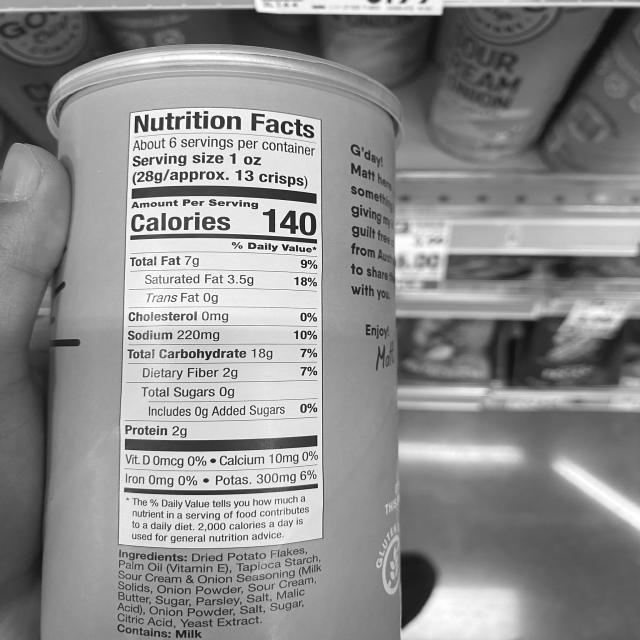 SOUR
CREAM
ONION
Nutrition Facts
About 6 servings per container
Serving size 1 oz
(28g/approx. 13 crisps)
Amount Per Serving
Calories 140
% Daily Value*
Total Fat 7g 9%
Saturated Fat 3.5g 18%
Trans Fat 0g
Cholesterol 0mg 0%
Sodium 220mg 10%
Total Carbohydrate 18g 7%
Dietary Fiber 2g 7%
Total Sugars 0g
Includes 0g Added Sugars 0%
Protein 2g
Vit. D 0mcg 0% • Calcium 10mg 0%
Iron 0mg 0% • Potas. 300mg 6%
* The % Daily Value tells you how much a
nutrient in a serving of food contributes
to a daily diet. 2,000 calories a day is
used for general nutrition advice.
Ingredients: Dried Potato Flakes,
Palm Oil (Vitamin E), Tapioca Starch,
Sour Cream & Onion Seasoning (Milk
Solids, Onion Powder, Sour Cream,
Butter, Sugar, Parsley, Salt, Malic
Acid), Onion Powder, Salt, Sugar,
Citric Acid, Yeast Extract.
Contains: Milk
G'day!
Matt here
giving my
guilt free
from
to share
with you.
Enjoy!
Matt